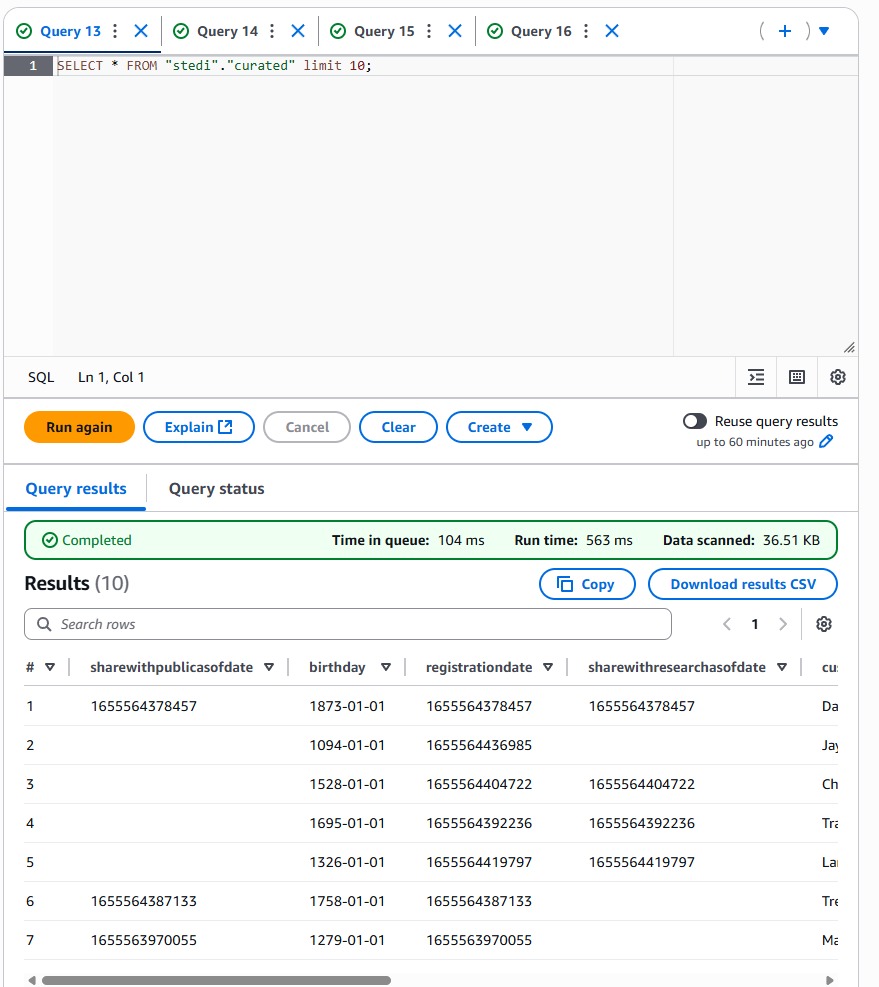 Query 13 Query 14 Query 15 Query 16
1 SELECT * FROM "stedi"."curated" limit 10;
SQL Ln 1, Col 1
Run again Explain Cancel Clear Create Reuse query results
up to 60 minutes ago
Query results Query status
Completed Time in queue: 104 ms Run time: 563 ms Data scanned: 36.51 KB
Results (10) Copy Download results CSV
Search rows 1
# sharewithpublicasofdate birthday registrationdate sharewithresearchasofdate cu
1 1655564378457 1873-01-01 1655564378457 1655564378457 Da
2 1094-01-01 1655564436985 Jay
3 1528-01-01 1655564404722 1655564404722 Ch
4 1695-01-01 1655564392236 1655564392236 Tra
5 1326-01-01 1655564419797 1655564419797 Lar
6 1655564387133 1758-01-01 1655564387133 Tre
7 1655563970055 1279-01-01 1655563970055 Ma